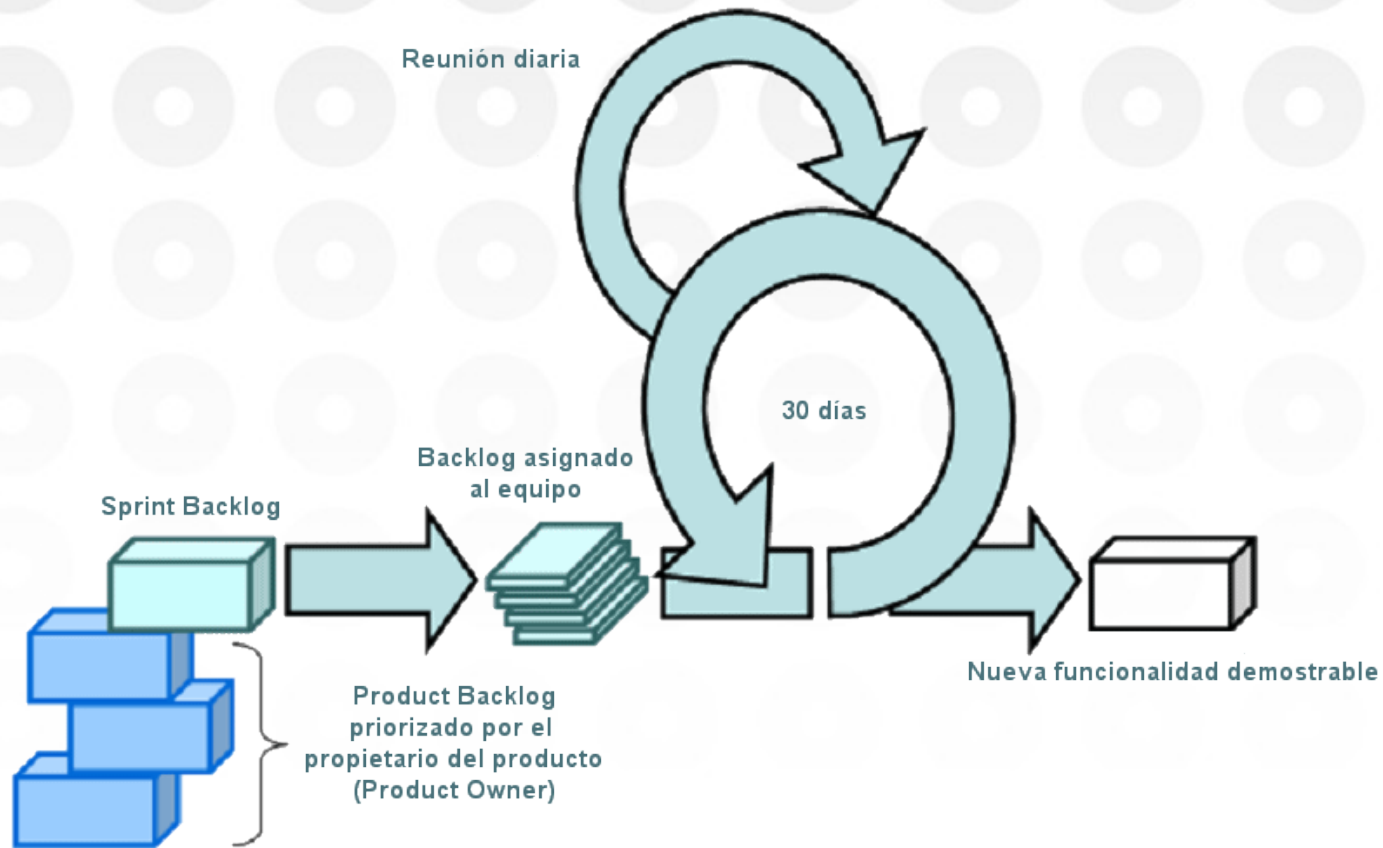 Reunión diaria
30 días
Backlog asignado
al equipo
Sprint Backlog
Nueva funcionalidad demostrable
Product Backlog
priorizado por el
propietario del producto
(Product Owner)